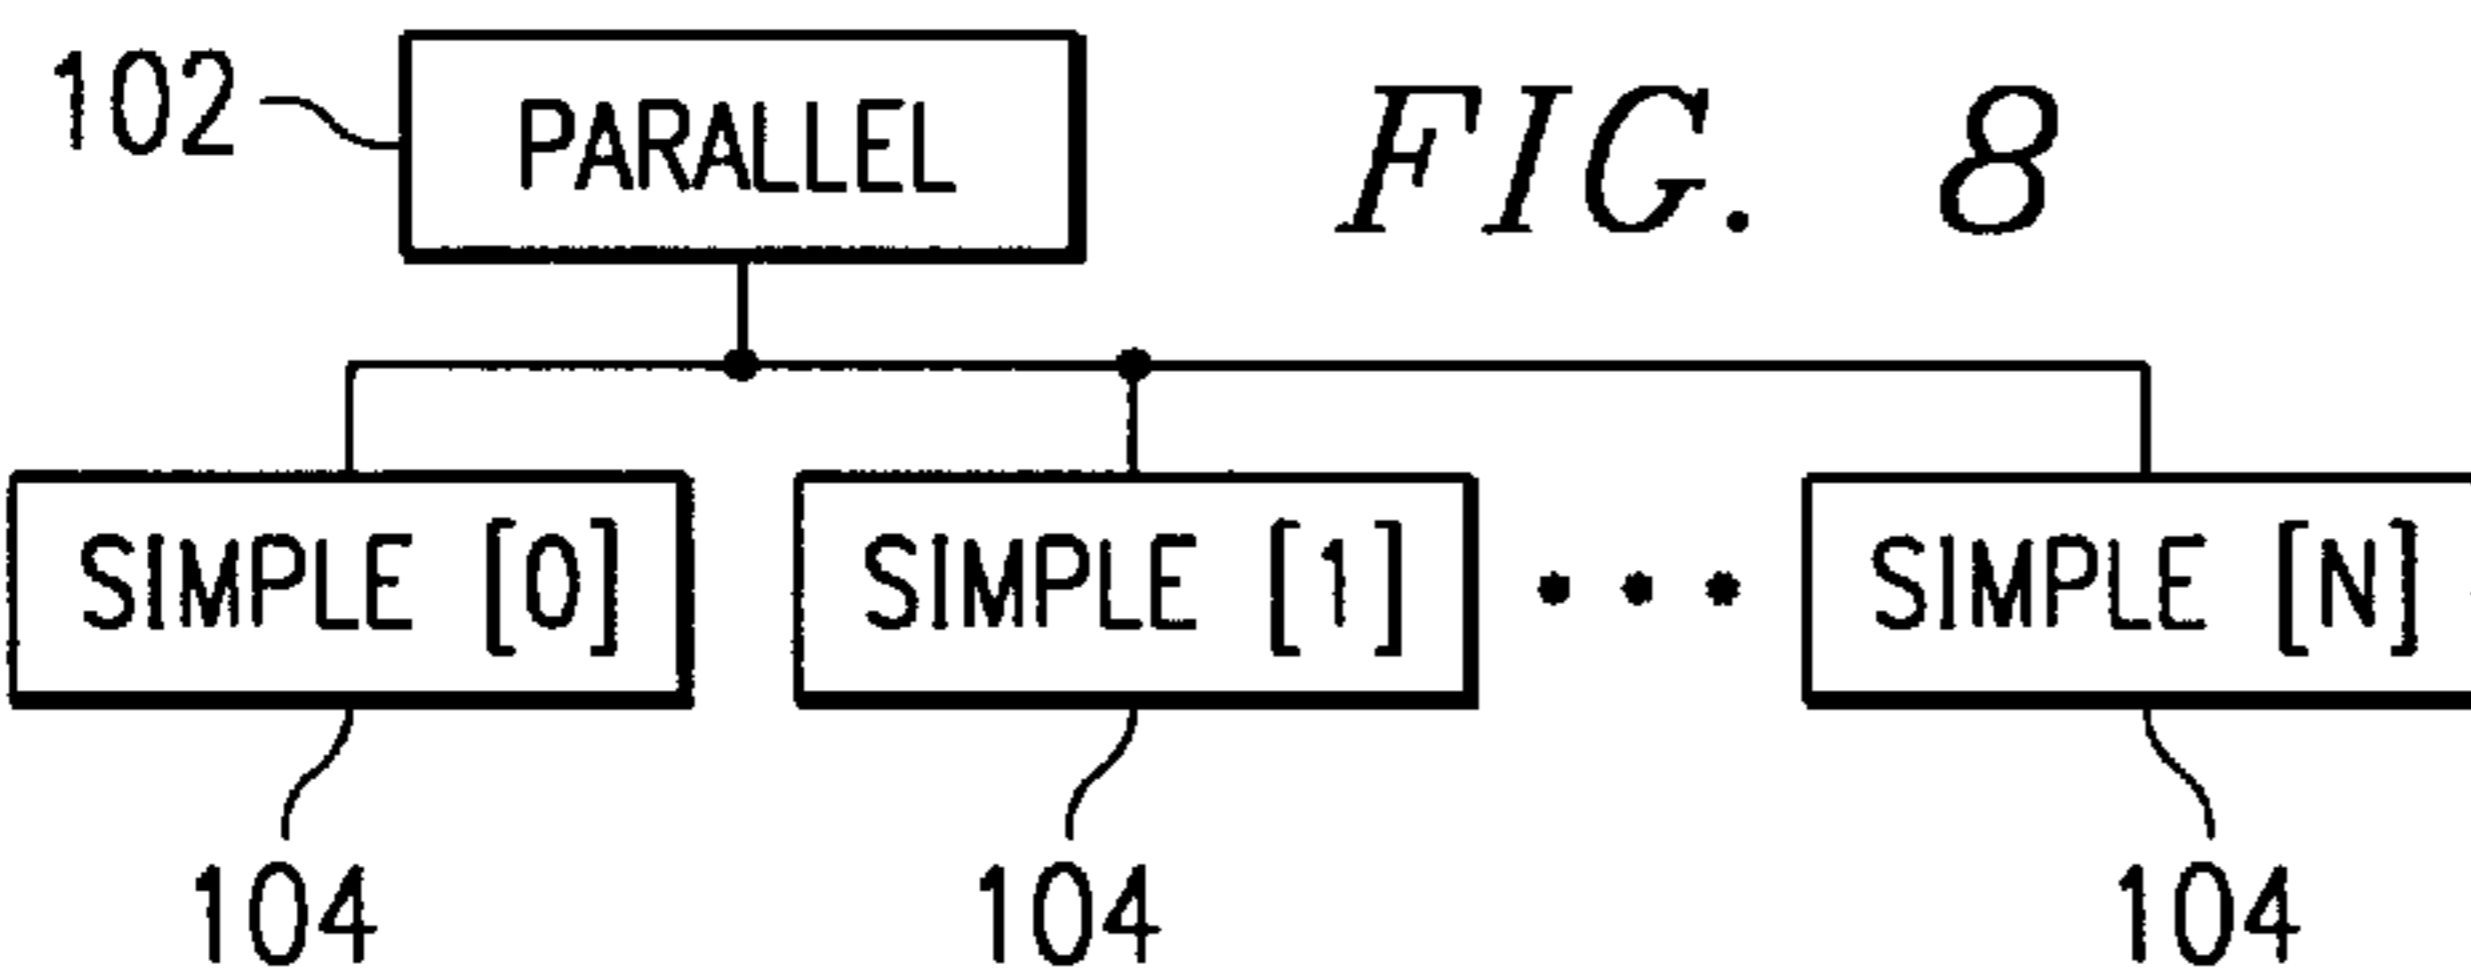 102
PARALLEL
FIG. 8
SIMPLE [0]
SIMPLE [1]
SIMPLE [N]
104
104
104